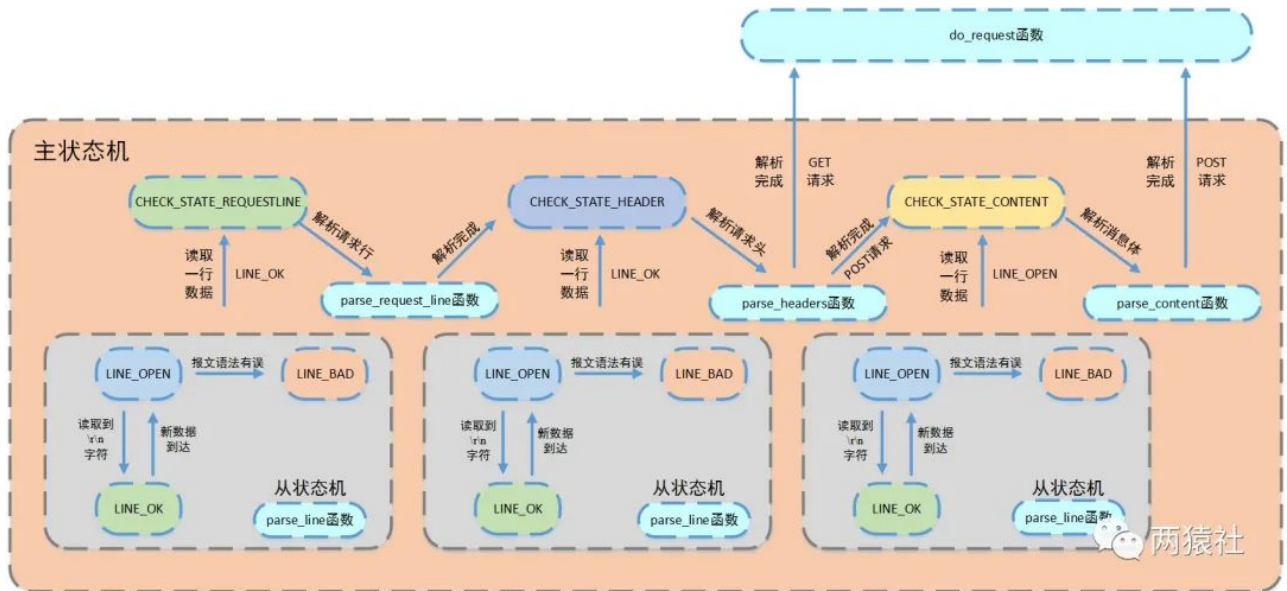 do_request函数
主状态机
解析
完成
GET
请求
解析
完成
POST
请求
CHECK_STATE_REQUESTLINE
解析请求行
读取
一行
数据
LINE_OK
parse_request_line函数
解析完成
CHECK_STATE_HEADER
解析请求头
读取
一行
数据
LINE_OK
parse_headers函数
解析完成
POST请求
CHECK_STATE_CONTENT
解析消息体
读取
一行
数据
LINE_OPEN
parse_content函数
LINE_OPEN
报文语法有误
LINE_BAD
读取到
\r\n
字符
新数据
到达
LINE_OK
从状态机
parse_line函数
LINE_OPEN
报文语法有误
LINE_BAD
读取到
\r\n
字符
新数据
到达
LINE_OK
从状态机
parse_line函数
LINE_OPEN
报文语法有误
LINE_BAD
读取到
\r\n
字符
新数据
到达
LINE_OK
从状态机
parse_line函数
两猿社